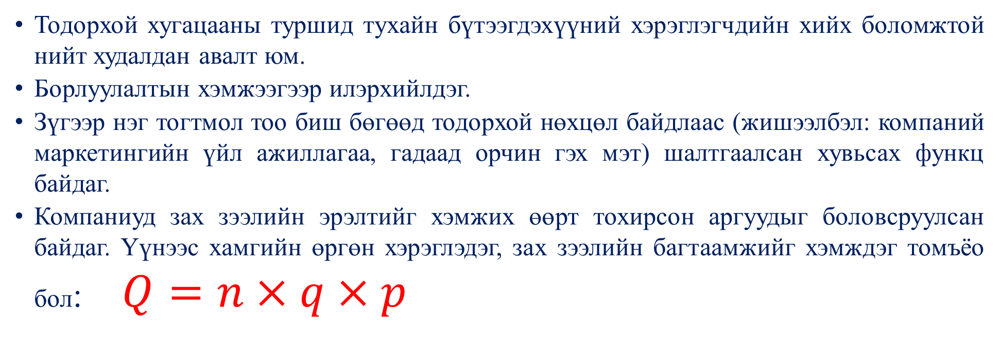 • Тодорхой хугацааны туршид тухайн бүтээгдэхүүний хэрэглэгчдийн хийх боломжтой
нийт худалдан авалт юм.
• Борлуулалтын хэмжээгээр илэрхийлдэг.
• Зүгээр нэг тогтмол тоо биш бөгөөд тодорхой нөхцөл байдлаас (жишээлбэл: компаний
маркетингийн үйл ажиллагаа, гадаад орчин гэх мэт) шалтгаалсан хувьсах функц
байдаг.
• Компаниуд зах зээлийн эрэлтийг хэмжих өөрт тохирсон аргуудыг боловсруулсан
байдаг. Үүнээс хамгийн өргөн хэрэглэдэг, зах зээлийн багтаамжийг хэмждэг томъёо
бол: Q = n × q × p